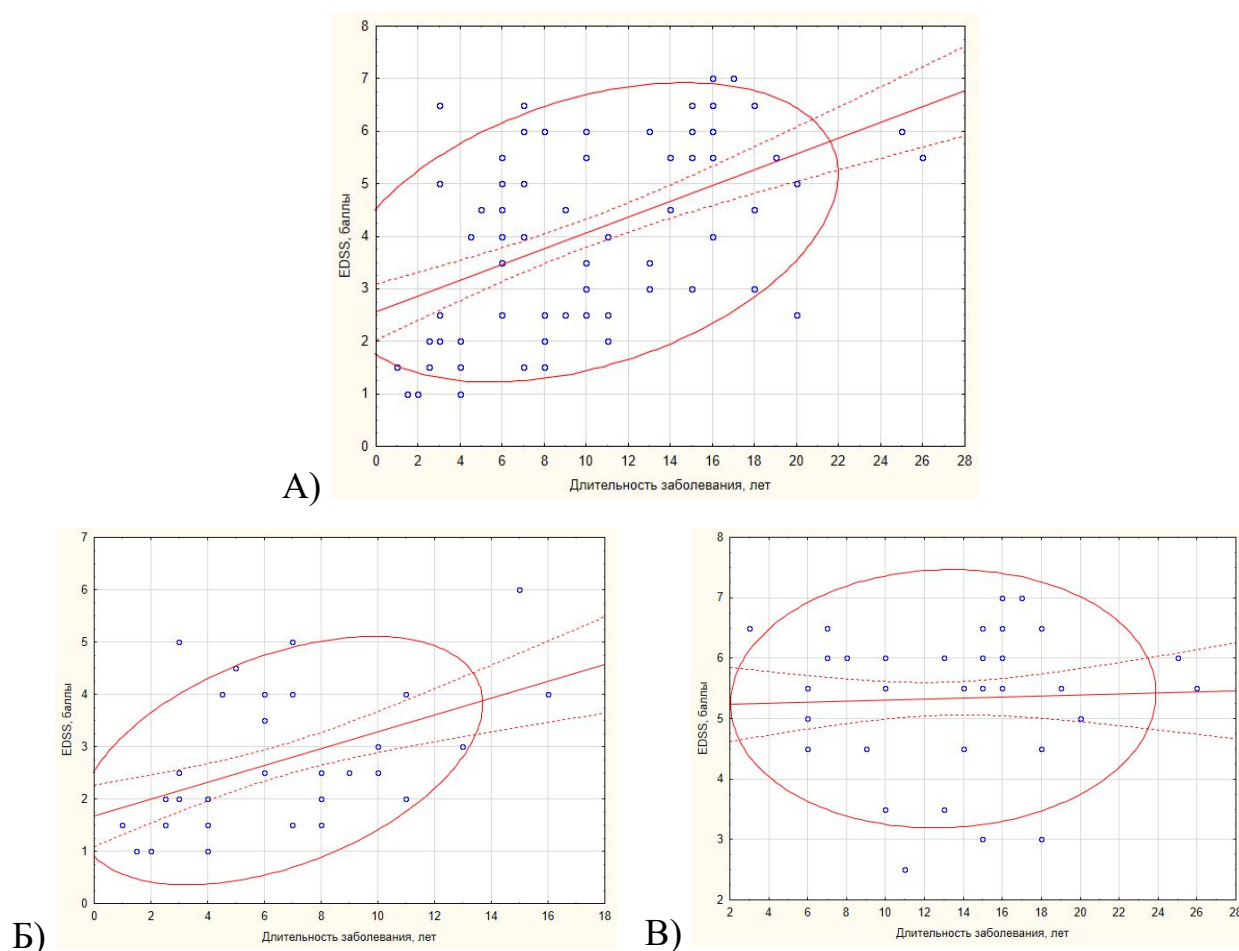 8
7
6
5
4
3
2
1
0
EDSS, баллы
0 2 4 6 8 10 12 14 16 18 20 22 24 26 28
Длительность заболевания, лет
А)
7
6
5
4
3
2
1
0
EDSS, баллы
0 2 4 6 8 10 12 14 16 18
Длительность заболевания, лет
Б)
8
7
6
5
4
3
2
EDSS, баллы
2 4 6 8 10 12 14 16 18 20 22 24 26 28
Длительность заболевания, лет
В)